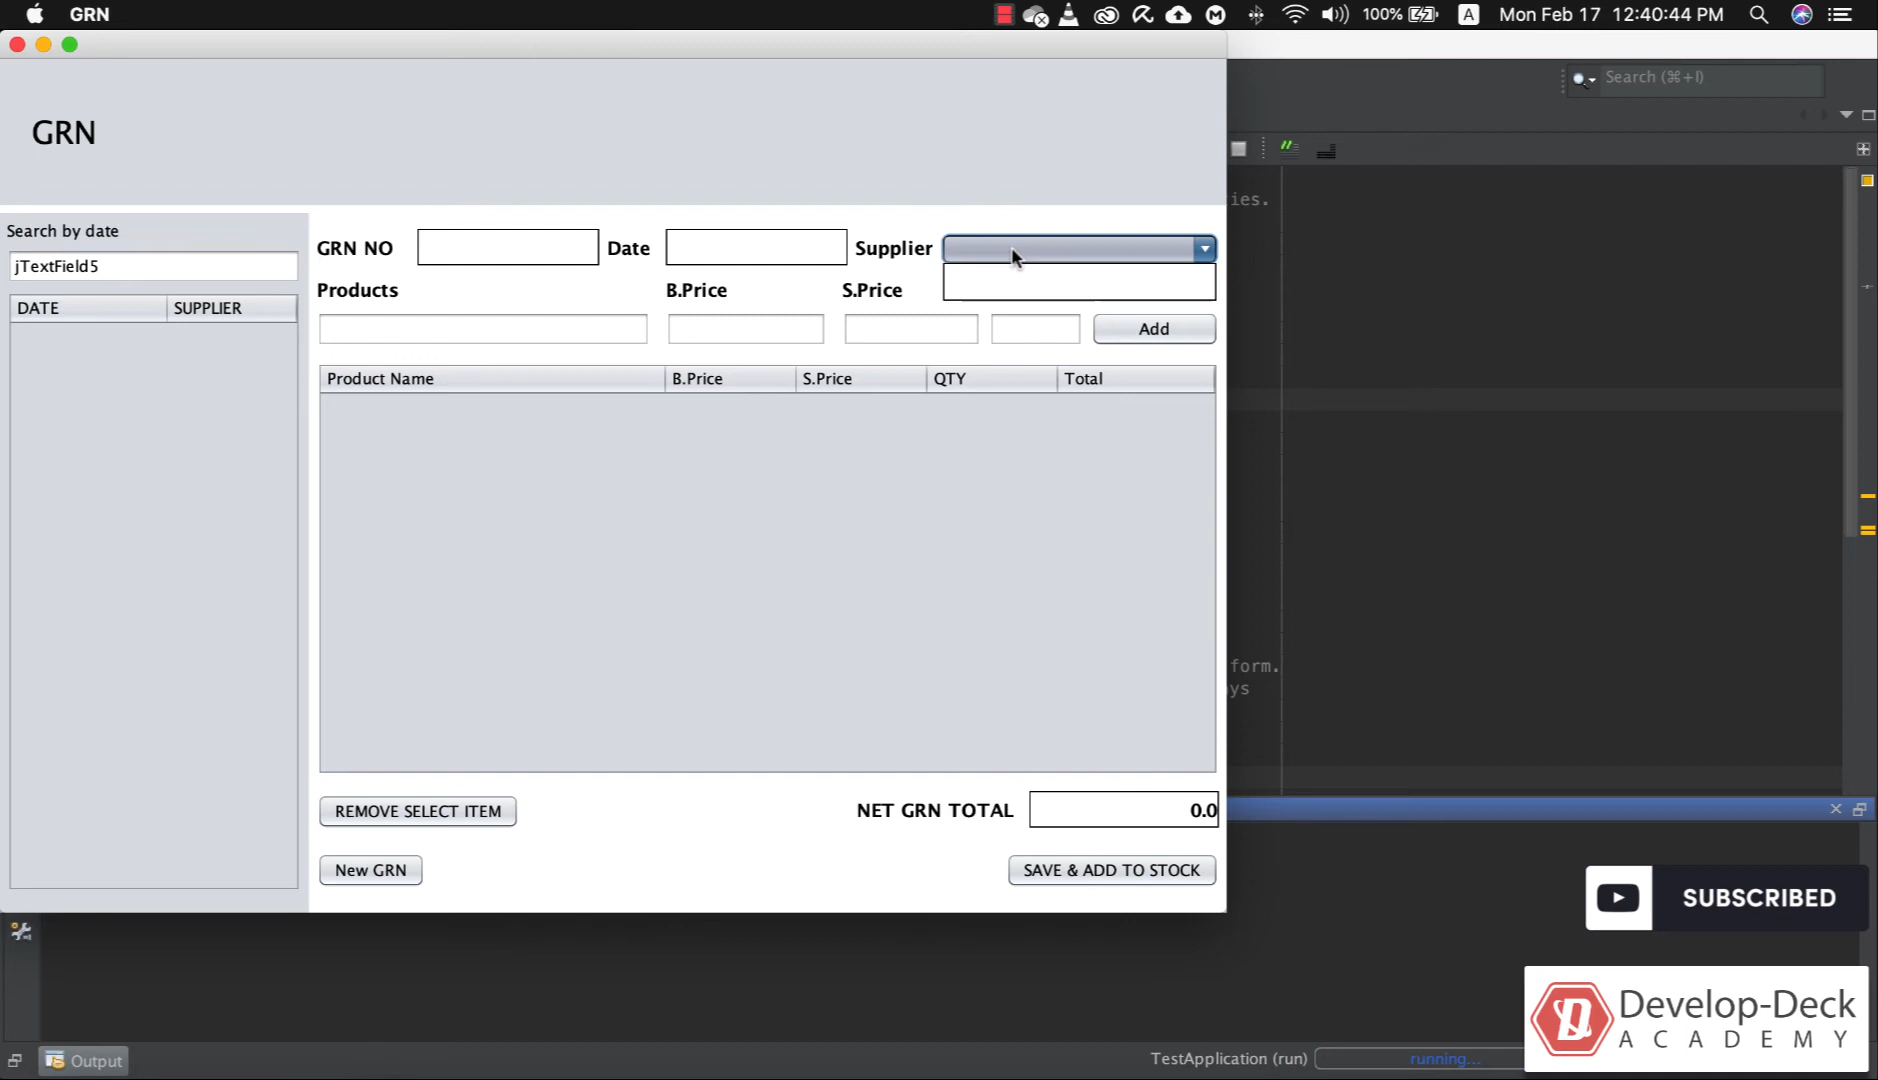 GRN
100%
A
Mon Feb 17 12:40:44 PM
Search (⌘+I)
GRN
ies.
Search by date
jTextField5
DATE SUPPLIER
GRN NO Date Supplier
Products B.Price S.Price
Add
Product Name B.Price S.Price QTY Total
form.
ys
REMOVE SELECT ITEM
NET GRN TOTAL 0.0
New GRN
SAVE & ADD TO STOCK
SUBSCRIBED
Develop-Deck
ACADEMY
Output
TestApplication (run)
running...